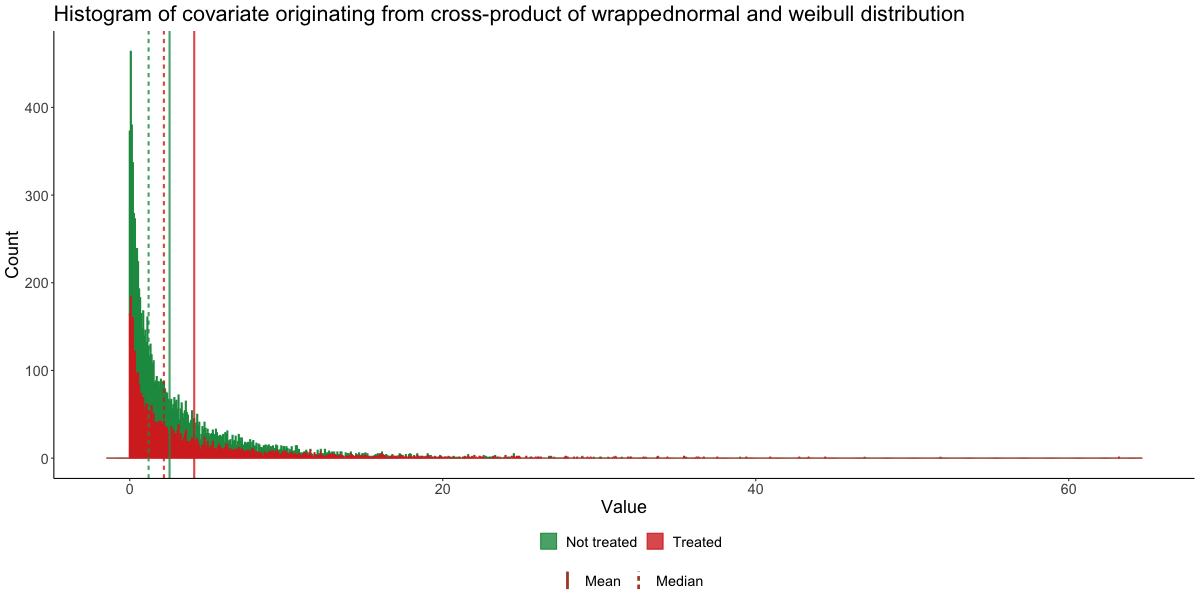 Histogram of covariate originating from cross-product of wrappednormal and weibull distribution
Count
400
300
200
100
0
0 20 40 60
Value
Not treated Treated
Mean Median